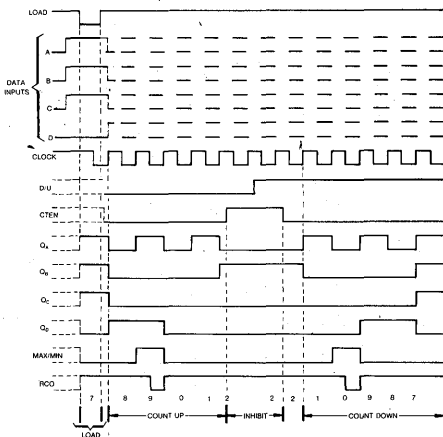 LOAD
DATA
INPUTS
A
B
C
D
CLOCK
D/U
CTEN
QA
QB
QC
QD
MAX/MIN
RCO
7 8 9 0 1 2 2 2 1 0 9 8 7
COUNT UP INHIBIT COUNT DOWN
LOAD